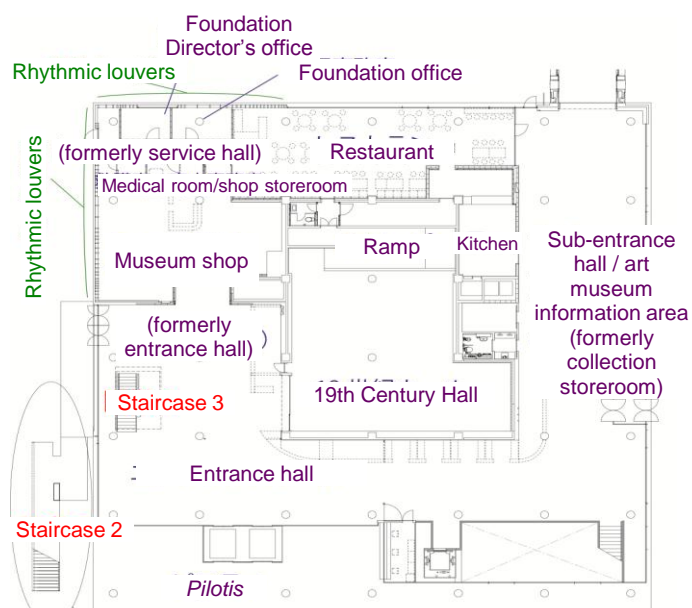 Foundation
Director's office
Rhythmic louvers
Foundation office
(formerly service hall)
Restaurant
Medical room/shop storeroom
Rhythmic louvers
Museum shop
Ramp
Kitchen
Sub-entrance
hall / art
museum
information area
(formerly
collection
storeroom)
(formerly
entrance hall)
Staircase 3
19th Century Hall
Entrance hall
Staircase 2
Pilotis